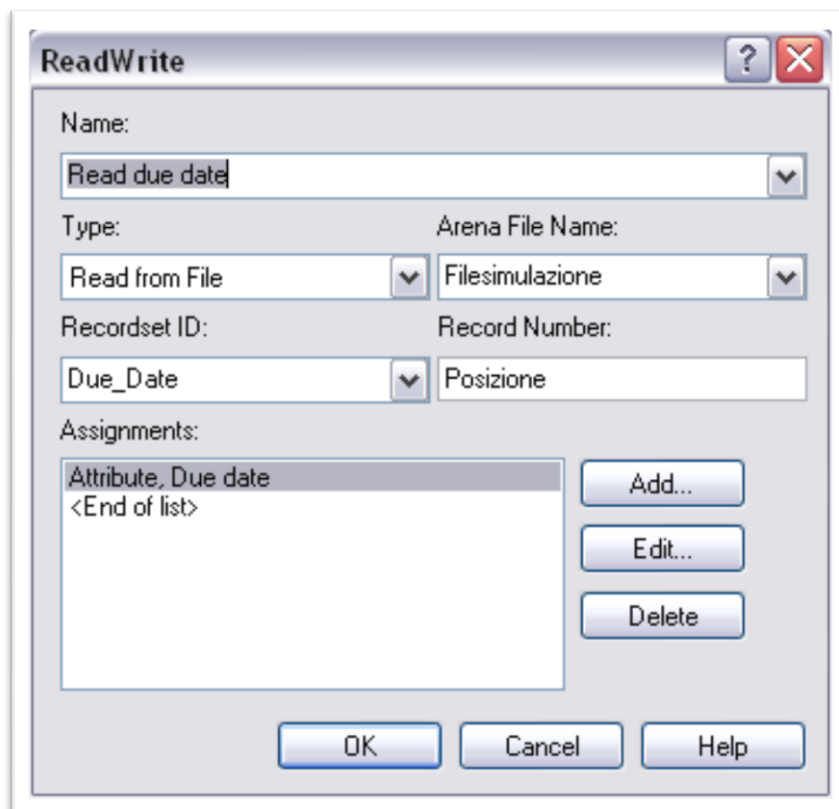 ReadWrite
Name:
Read due date
Type: Arena File Name:
Read from File Filesimulazione
Recordset ID: Record Number:
Due_Date Posizione
Assignments:
Attribute, Due date
<End of list>
Add...
Edit...
Delete
OK Cancel Help